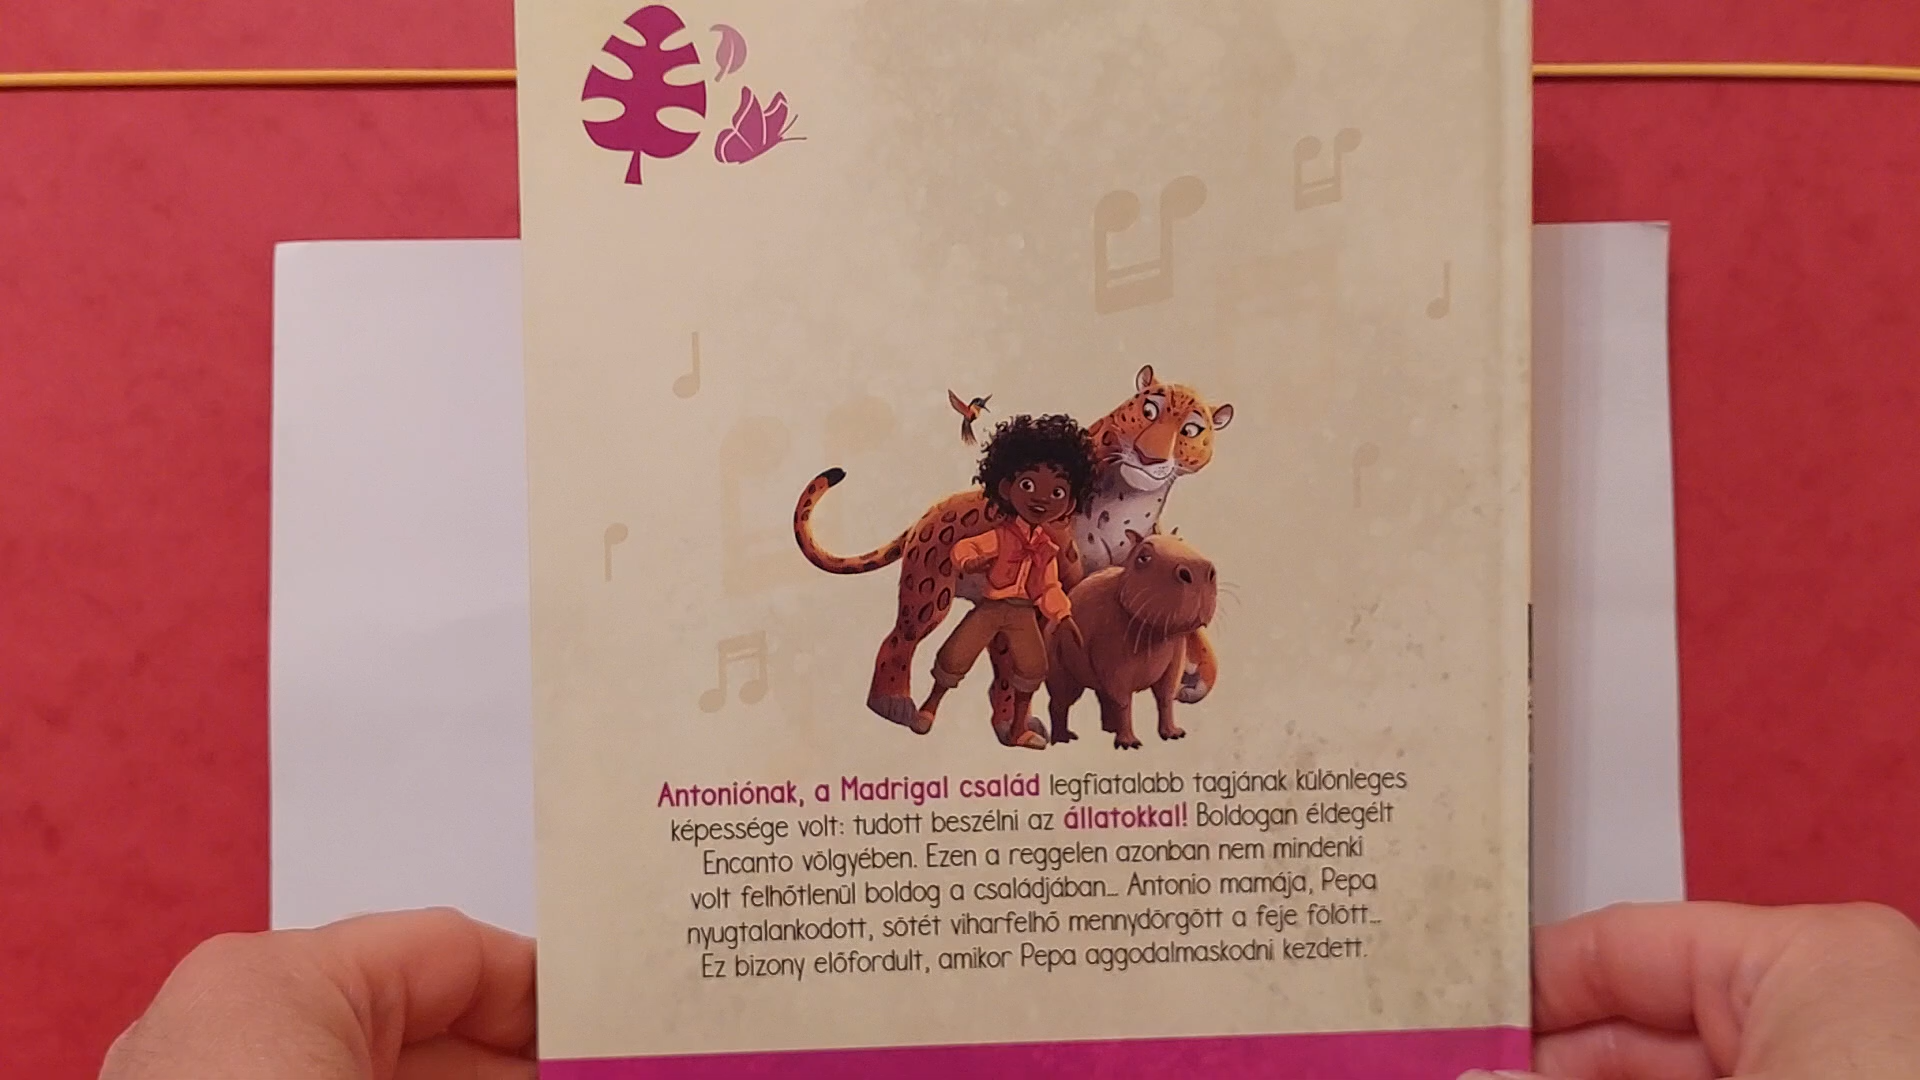 Antoniónak, a Madrigal család legfiatalabb tagjának különleges
képessége volt: tudott beszélni az állatokkal! Boldogan éldegélt
Encanto völgyében. Ezen a reggelen azonban nem mindenki
volt felhőtlenül boldog a családjában... Antonio mamája, Pepa
nyugtalankodott, sötét viharfelhő mennydörgött a feje fölött...
Ez bizony előfordult, amikor Pepa aggodalmaskodni kezdett.